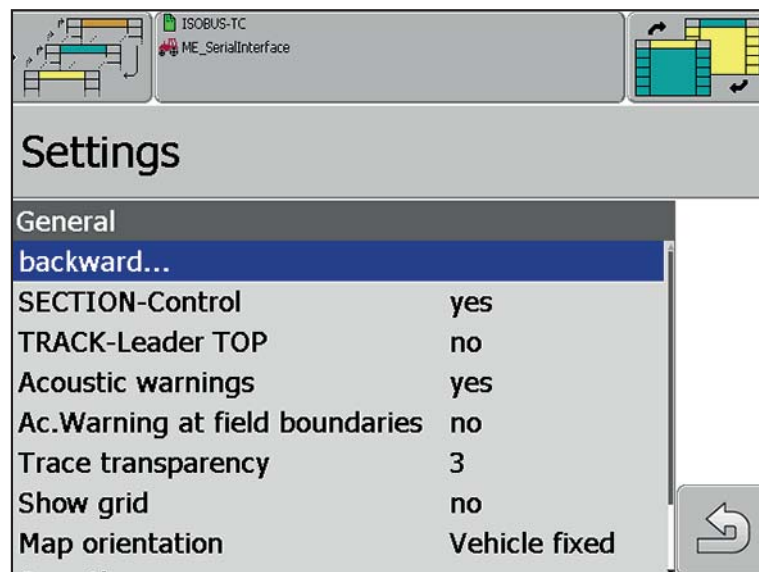 ISOBUS-TC
ME_SerialInterface
Settings
General
backward...
SECTION-Control yes
TRACK-Leader TOP no
Acoustic warnings yes
Ac.Warning at field boundaries no
Trace transparency 3
Show grid no
Map orientation Vehicle fixed